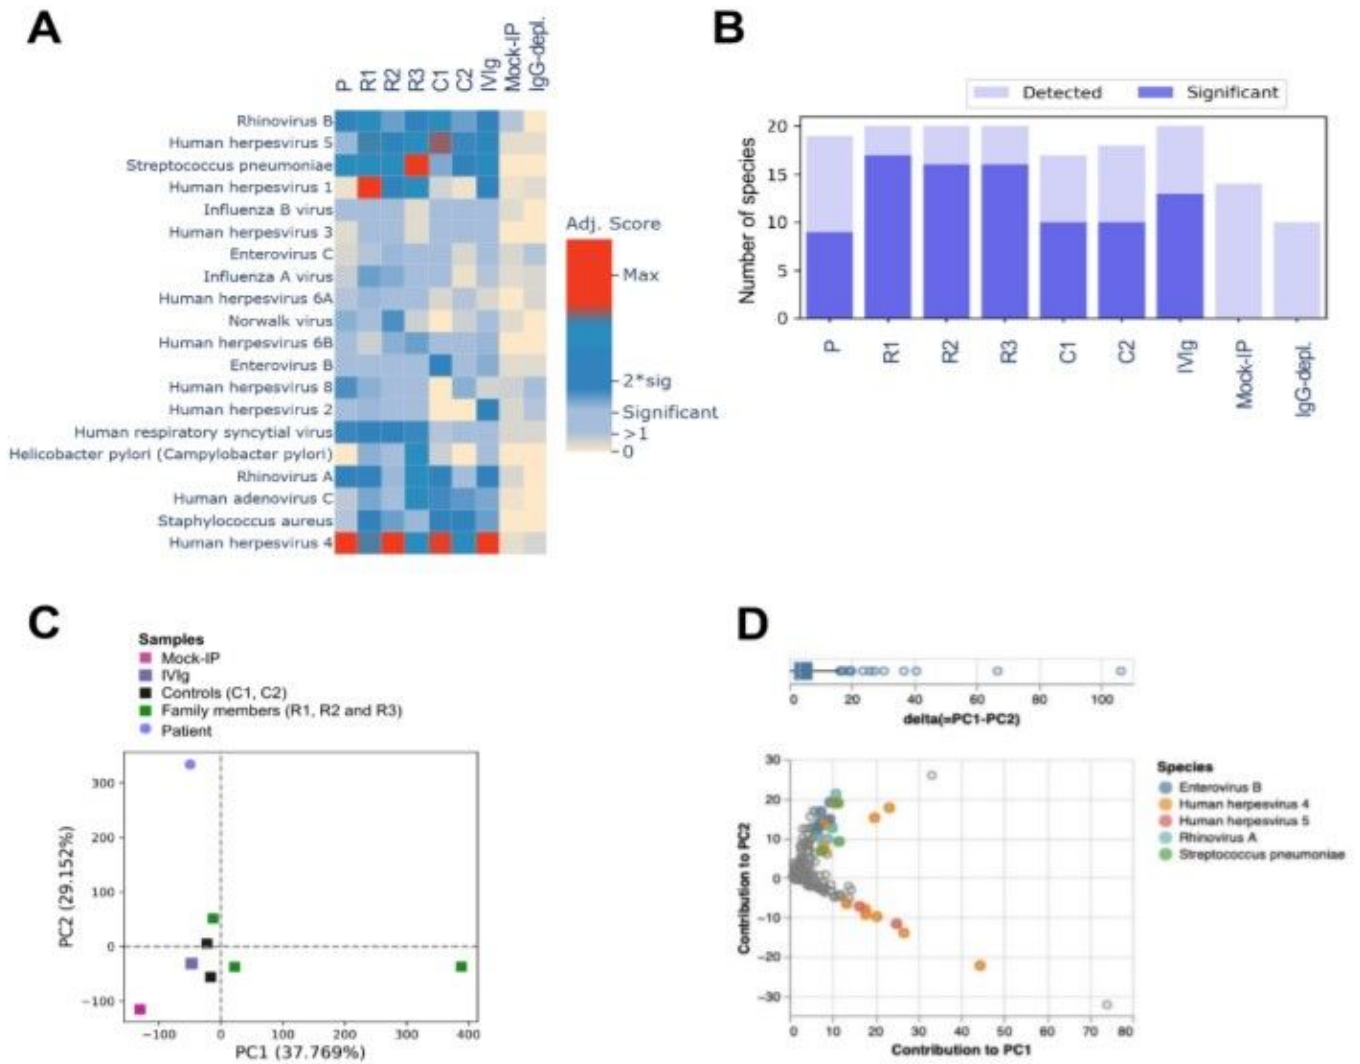 A
P R1 R2 R3 C1 C2 IVIg Mock-IP IgG-depl.
Rhinovirus B
Human herpesvirus 5
Streptococcus pneumoniae
Human herpesvirus 1
Influenza B virus
Human herpesvirus 3
Enterovirus C
Influenza A virus
Human herpesvirus 6A
Norwalk virus
Human herpesvirus 6B
Enterovirus B
Human herpesvirus 8
Human herpesvirus 2
Human respiratory syncytial virus
Helicobacter pylori (Campylobacter pylori)
Rhinovirus A
Human adenovirus C
Staphylococcus aureus
Human herpesvirus 4
Adj. Score
Max
2*sig
Significant
>1
0
B
Detected Significant
Number of species
20
15
10
5
0
P R1 R2 R3 C1 C2 IVIg Mock-IP IgG-depl.
C
Samples
Mock-IP
IVIg
Controls (C1, C2)
Family members (R1, R2 and R3)
Patient
PC2 (29.152%)
300
200
100
0
−100
−100 0 100 200 300 400
PC1 (37.769%)
D
0 20 40 60 80 100
delta(=PC1-PC2)
Contribution to PC2
30
20
10
0
−10
−20
−30
0 10 20 30 40 50 60 70 80
Contribution to PC1
Species
Enterovirus B
Human herpesvirus 4
Human herpesvirus 5
Rhinovirus A
Streptococcus pneumoniae